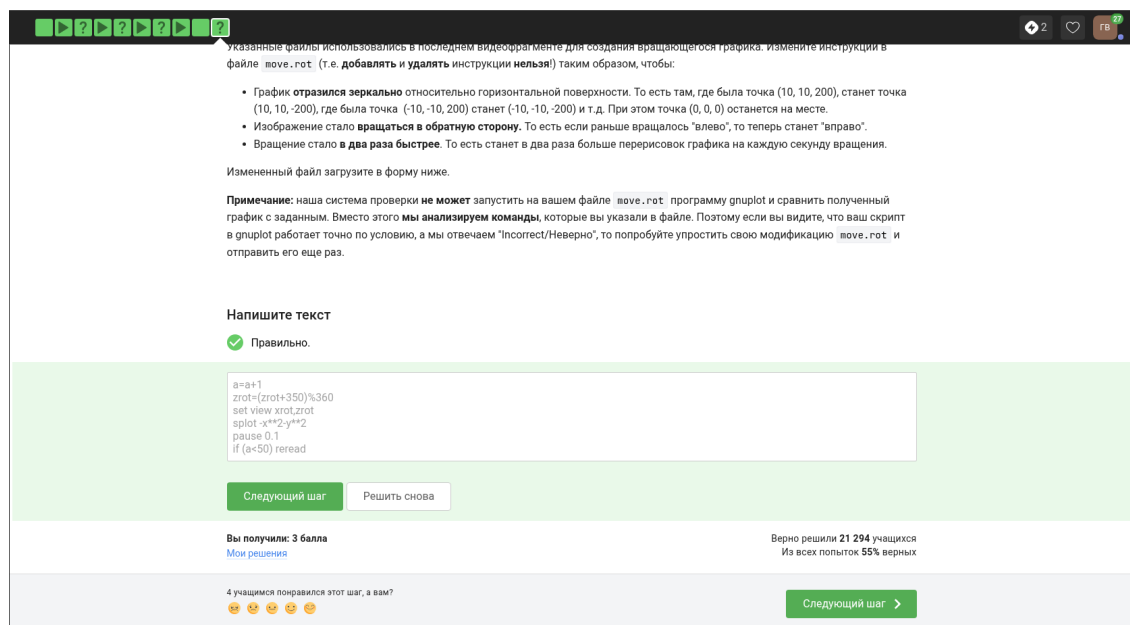 2
ГВ
27
Указанные файлы использовались в последнем видеофрагменте для создания вращающегося графика. Измените инструкции в
файле move.rot (т.е. добавлять и удалять инструкции нельзя!) таким образом, чтобы:
• График отразился зеркально относительно горизонтальной поверхности. То есть там, где была точка (10, 10, 200), станет точка
(10, 10, -200), где была точка (-10, -10, 200) станет (-10, -10, -200) и т.д. При этом точка (0, 0, 0) останется на месте.
• Изображение стало вращаться в обратную сторону. То есть если раньше вращалось "влево", то теперь станет "вправо".
• Вращение стало в два раза быстрее. То есть станет в два раза больше перерисовок графика на каждую секунду вращения.
Измененный файл загрузите в форму ниже.
Примечание: наша система проверки не может запустить на вашем файле move.rot программу gnuplot и сравнить полученный
график с заданным. Вместо этого мы анализируем команды, которые вы указали в файле. Поэтому если вы видите, что ваш скрипт
в gnuplot работает точно по условию, а мы отвечаем "Incorrect/Неверно", то попробуйте упростить свою модификацию move.rot и
отправить его еще раз.
Напишите текст
Правильно.
a=a+1
zrot=(zrot+350)%360
set view xrot,zrot
splot -x**2-y**2
pause 0.1
if (a<50) reread
Следующий шаг
Решить снова
Вы получили: 3 балла
Верно решили 21 294 учащихся
Мои решения
Из всех попыток 55% верных
4 учащимся понравился этот шаг, а вам?
Следующий шаг